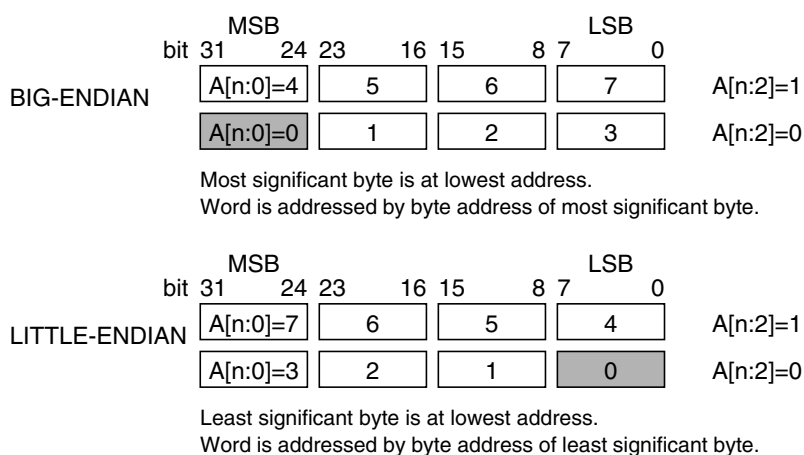 MSB LSB
bit 31 24 23 16 15 8 7 0
BIG-ENDIAN A[n:0]=4 5 6 7 A[n:2]=1
A[n:0]=0 1 2 3 A[n:2]=0
Most significant byte is at lowest address.
Word is addressed by byte address of most significant byte.
MSB LSB
bit 31 24 23 16 15 8 7 0
LITTLE-ENDIAN A[n:0]=7 6 5 4 A[n:2]=1
A[n:0]=3 2 1 0 A[n:2]=0
Least significant byte is at lowest address.
Word is addressed by byte address of least significant byte.